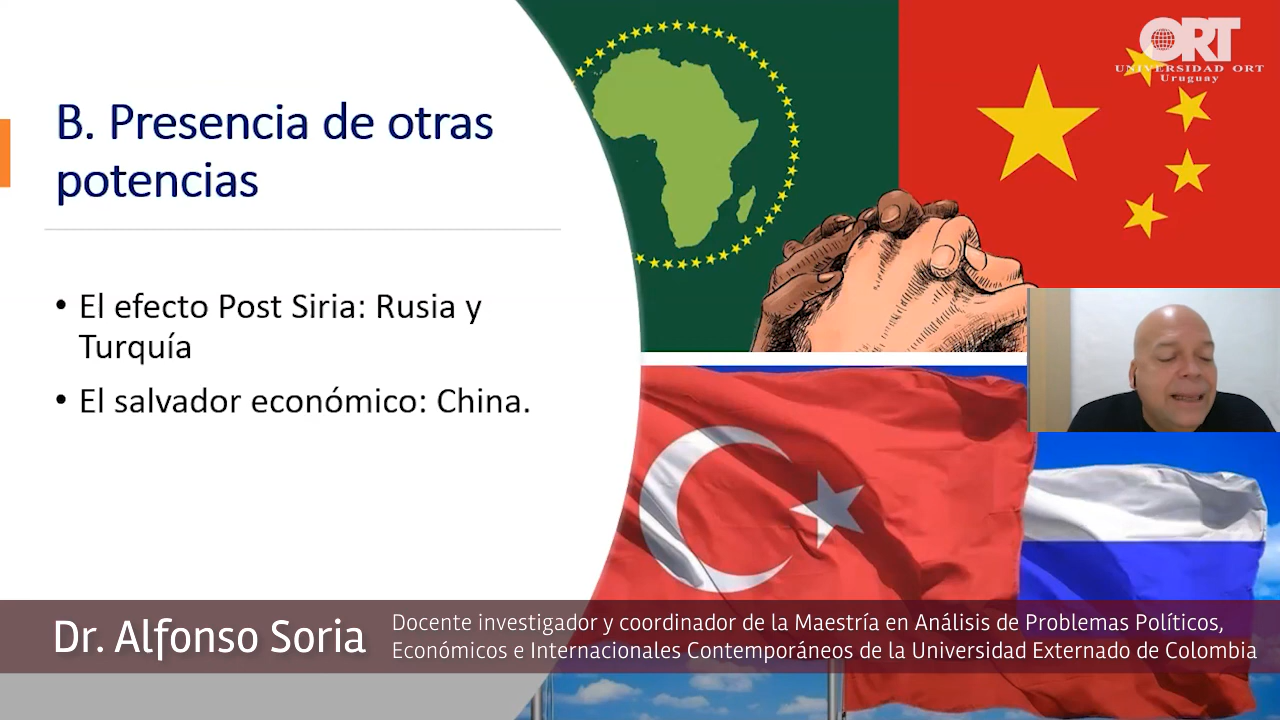 ORT
UNIVERSIDAD ORT
Uruguay
B. Presencia de otras
potencias
• El efecto Post Siria: Rusia y
Turquía
• El salvador económico: China.
Dr. Alfonso Soria
Docente investigador y coordinador de la Maestría en Análisis de Problemas Políticos,
Económicos e Internacionales Contemporáneos de la Universidad Externado de Colombia